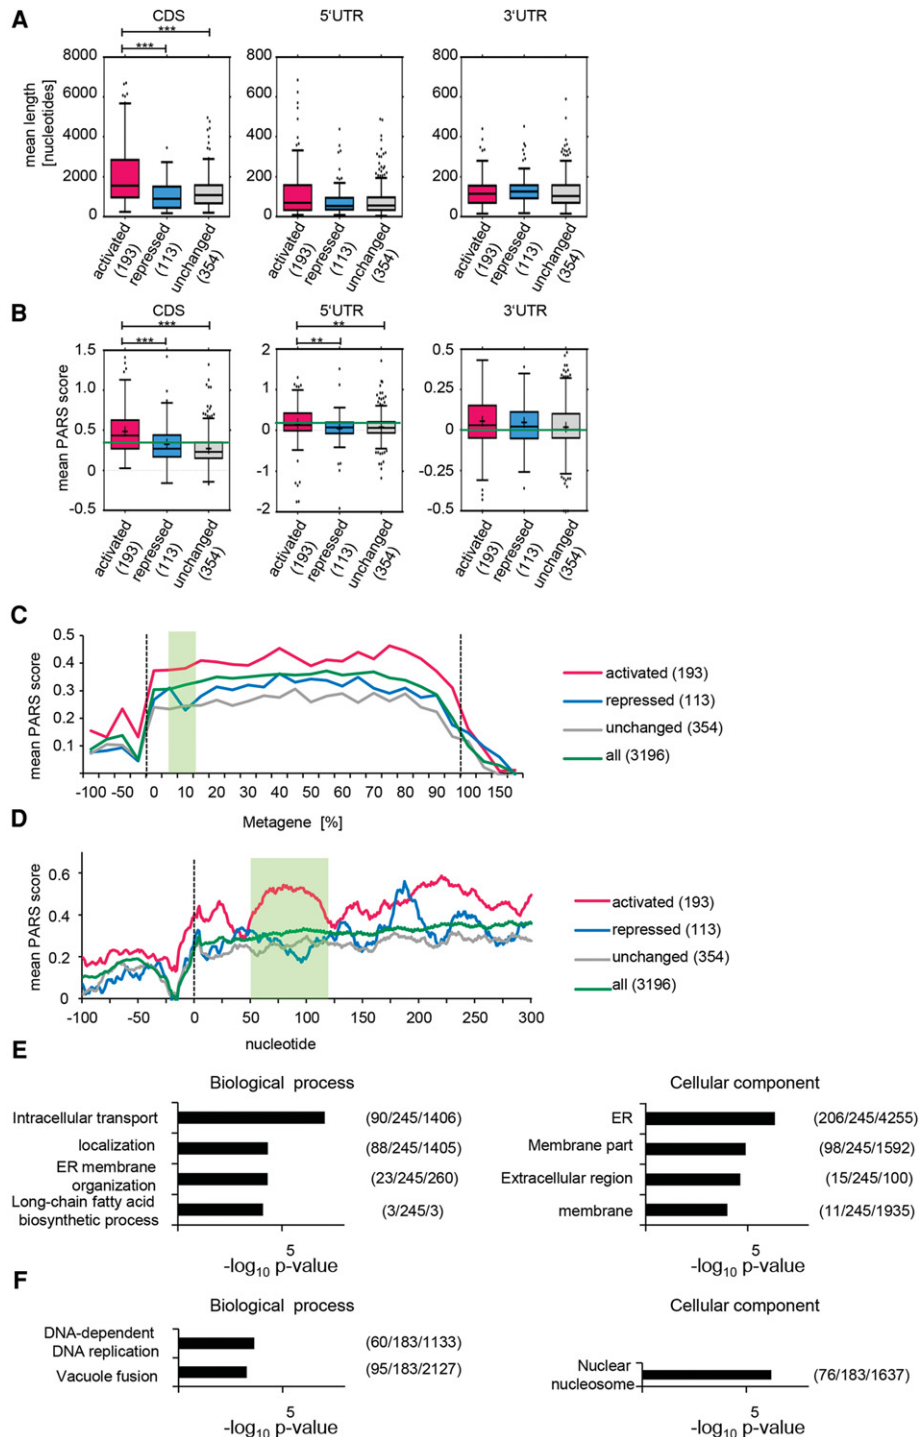 A
CDS
5'UTR
3'UTR
***
***
mean length
[nucleotides]
8000
6000
4000
2000
0
activated
(193)
repressed
(113)
unchanged
(354)
800
600
400
200
0
activated
(193)
repressed
(113)
unchanged
(354)
800
600
400
200
0
activated
(193)
repressed
(113)
unchanged
(354)
B
CDS
5'UTR
3'UTR
***
***
**
**
mean PARS score
1.5
1.0
0.5
0
-0.5
activated
(193)
repressed
(113)
unchanged
(354)
2
1
0
-1
-2
activated
(193)
repressed
(113)
unchanged
(354)
0.5
0.25
0
-0.25
-0.5
activated
(193)
repressed
(113)
unchanged
(354)
C
mean PARS score
0.5
0.4
0.3
0.2
0.1
-100 -50 0 10 20 30 40 50 60 70 80 90 100 150
Metagene [%]
activated (193)
repressed (113)
unchanged (354)
all (3196)
D
mean PARS score
0.6
0.4
0.2
0
-100 -50 0 50 100 150 200 250 300
nucleotide
activated (193)
repressed (113)
unchanged (354)
all (3196)
E
Biological process
Intracellular transport
(90/245/1406)
localization
(88/245/1405)
ER membrane
organization
(23/245/260)
Long-chain fatty acid
biosynthetic process
(3/245/3)
5
-log10 p-value
Cellular component
ER
(206/245/4255)
Membrane part
(98/245/1592)
Extracellular region
(15/245/100)
membrane
(11/245/1935)
5
-log10 p-value
F
Biological process
DNA-dependent
DNA replication
(60/183/1133)
Vacuole fusion
(95/183/2127)
5
-log10 p-value
Cellular component
Nuclear
nucleosome
(76/183/1637)
5
-log10 p-value